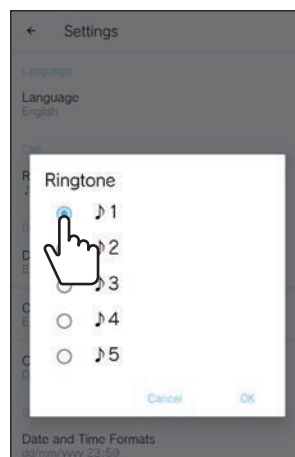 ← Settings
Language
Language
English
Call
R
♪
Ringtone
♪1
♪2
♪3
♪4
♪5
Cancel
OK
Date and Time Formats
dd/mm/yyyy 23:59